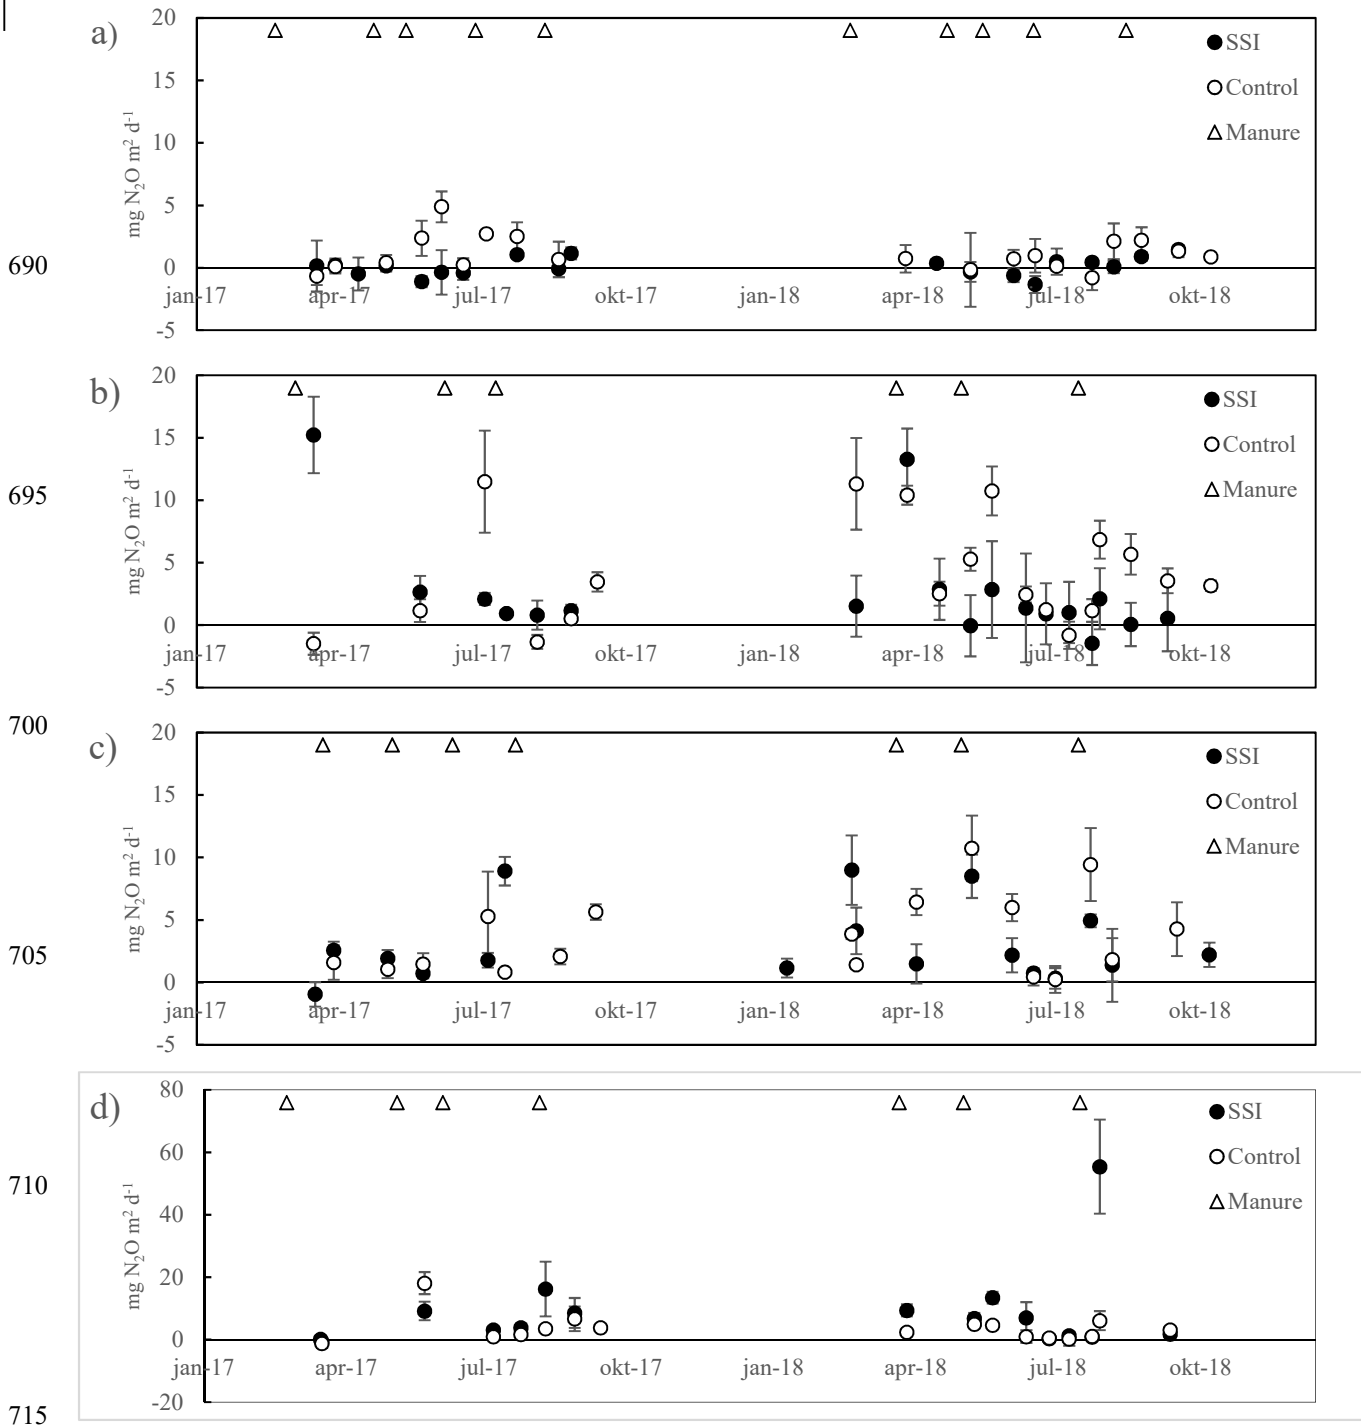 a)
20
15
10
5
0
-5
mg N₂O m² d⁻¹
SSI
Control
Manure
jan-17 apr-17 jul-17 okt-17 jan-18 apr-18 jul-18 okt-18
690
b)
20
15
10
5
0
-5
mg N₂O m² d⁻¹
SSI
Control
Manure
jan-17 apr-17 jul-17 okt-17 jan-18 apr-18 jul-18 okt-18
695
700
c)
20
15
10
5
0
-5
mg N₂O m² d⁻¹
SSI
Control
Manure
jan-17 apr-17 jul-17 okt-17 jan-18 apr-18 jul-18 okt-18
705
d)
80
60
40
20
0
-20
mg N₂O m² d⁻¹
SSI
Control
Manure
jan-17 apr-17 jul-17 okt-17 jan-18 apr-18 jul-18 okt-18
710
715